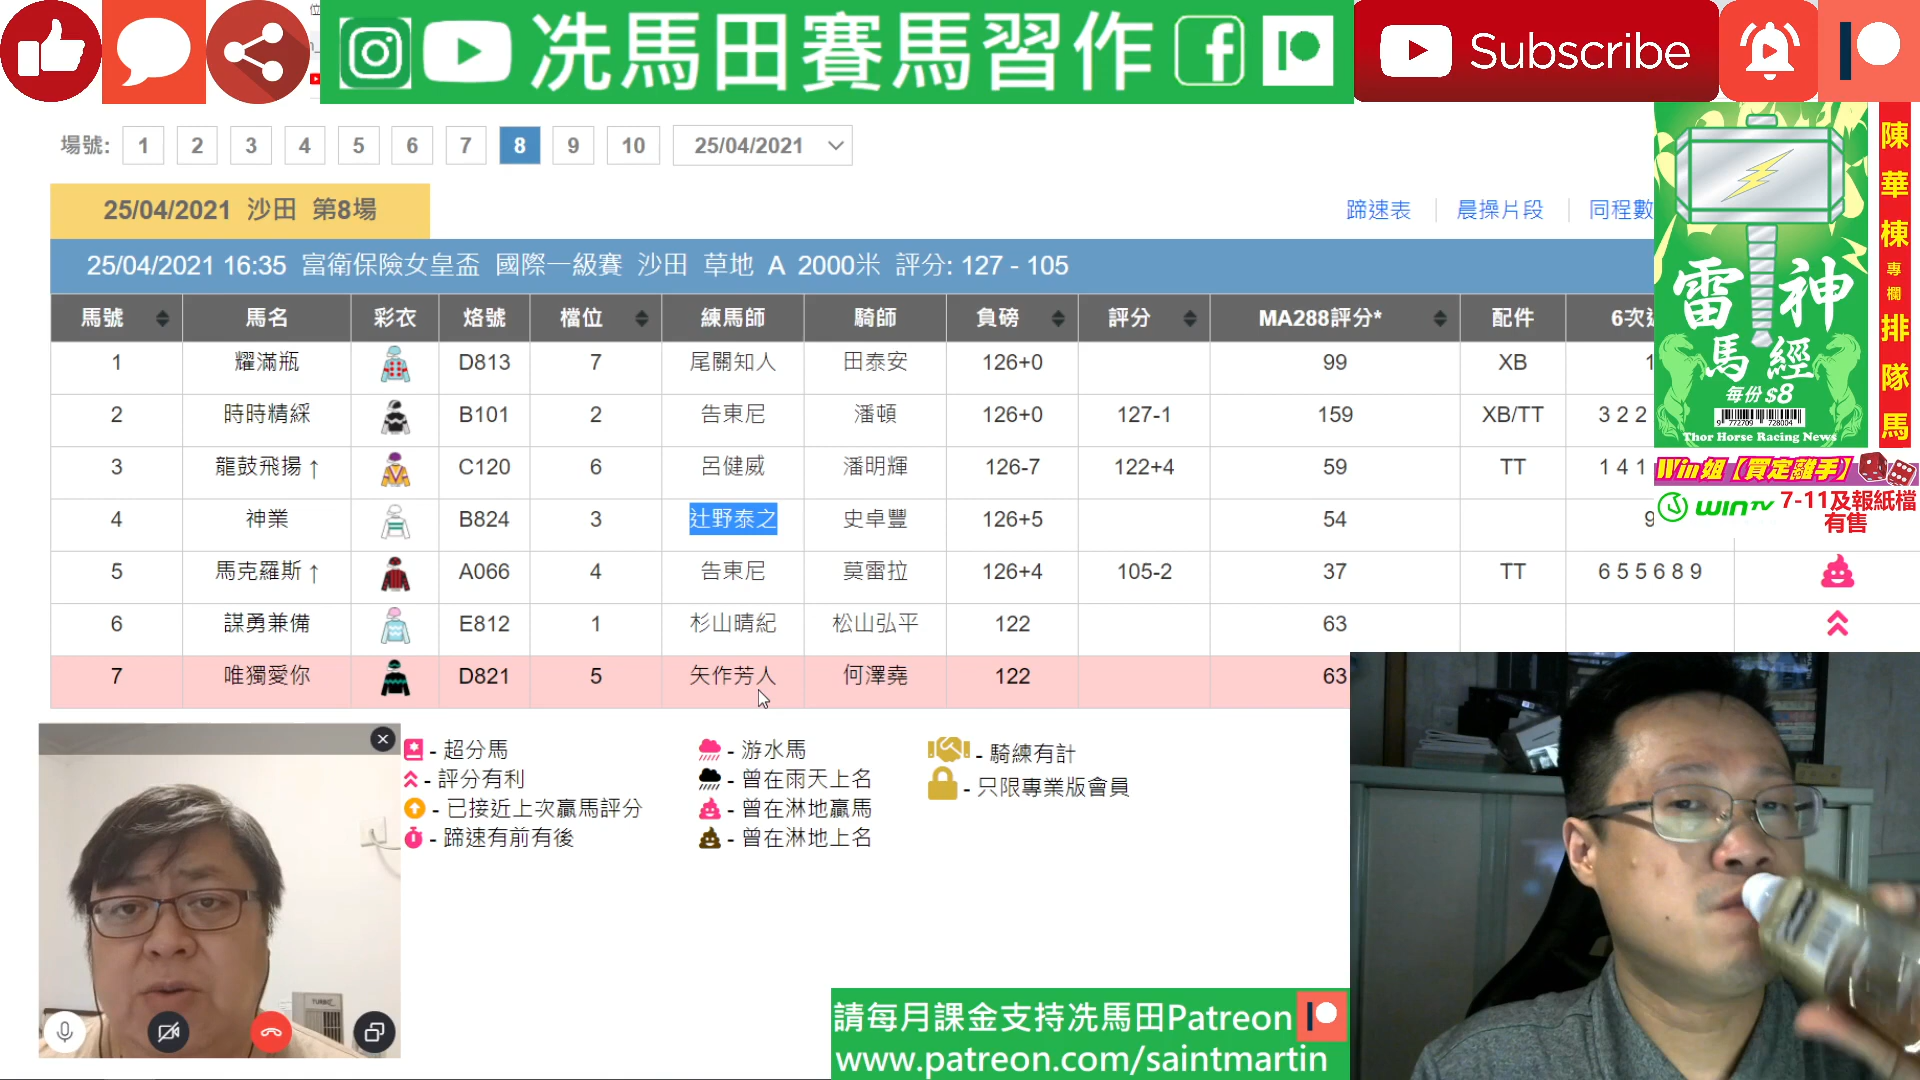 冼馬田賽馬習作
Subscribe
場號: 1 2 3 4 5 6 7 8 9 10 25/04/2021
25/04/2021 沙田 第8場
蹄速表 晨操片段 同程數
25/04/2021 16:35 富衛保險女皇盃 國際一級賽 沙田 草地 A 2000米 評分: 127 - 105
馬號 馬名 彩衣 烙號 檔位 練馬師 騎師 負磅 評分 MA288評分* 配件 6次
1 耀滿瓶 D813 7 尾關知人 田泰安 126+0 99 XB 1
2 時時精綵 B101 2 告東尼 潘頓 126+0 127-1 159 XB/TT 3 2 2
3 龍鼓飛揚↑ C120 6 呂健威 潘明輝 126-7 122+4 59 TT 1 4 1
4 神業 B824 3 辻野泰之 史卓豐 126+5 54 9
5 馬克羅斯↑ A066 4 告東尼 莫雷拉 126+4 105-2 37 TT 6 5 5 6 8 9
6 謀勇兼備 E812 1 杉山晴紀 松山弘平 122 63
7 唯獨愛你 D821 5 矢作芳人 何澤堯 122 63
- 超分馬
- 評分有利
- 已接近上次贏馬評分
- 蹄速有前有後
- 游水馬
- 曾在雨天上名
- 曾在淋地贏馬
- 曾在淋地上名
- 騎練有計
- 只限專業版會員
雷神
馬經
每份$8
9 772709 728004
Thor Horse Racing News
陳華棟專欄排隊馬
Win姐【買定離手】
WINTV 7-11及報紙檔
有售
TURBO
請每月課金支持冼馬田Patreon
www.patreon.com/saintmartin